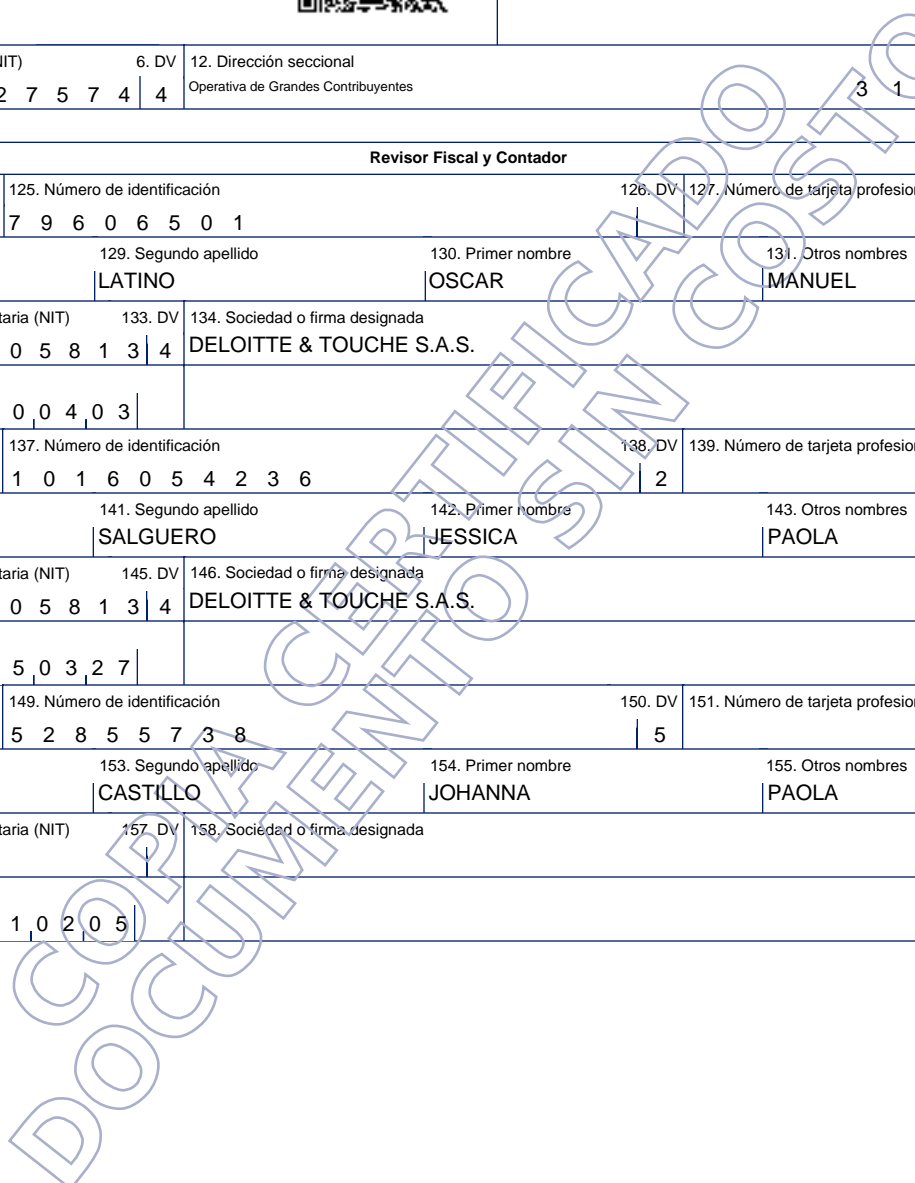 NIT) 6. DV 12. Dirección seccional
2 7 5 7 4 4 Operativa de Grandes Contribuyentes 3 1
Revisor Fiscal y Contador
125. Número de identificación 126. DV 127. Número de tarjeta profesion
7 9 6 0 6 5 0 1
129. Segundo apellido 130. Primer nombre 131. Otros nombres
LATINO OSCAR MANUEL
taria (NIT) 133. DV 134. Sociedad o firma designada
0 5 8 1 3 4 DELOITTE & TOUCHE S.A.S.
0 0 4 0 3
137. Número de identificación 138. DV 139. Número de tarjeta profesion
1 0 1 6 0 5 4 2 3 6 2
141. Segundo apellido 142. Primer nombre 143. Otros nombres
SALGUERO JESSICA PAOLA
taria (NIT) 145. DV 146. Sociedad o firma designada
0 5 8 1 3 4 DELOITTE & TOUCHE S.A.S.
5 0 3 2 7
149. Número de identificación 150. DV 151. Número de tarjeta profesion
5 2 8 5 5 7 3 8 5
153. Segundo apellido 154. Primer nombre 155. Otros nombres
CASTILLO JOHANNA PAOLA
taria (NIT) 157. DV 158. Sociedad o firma designada
1 0 2 0 5
COPIA CERTIFICADO
DOCUMENTO SIN COSTO